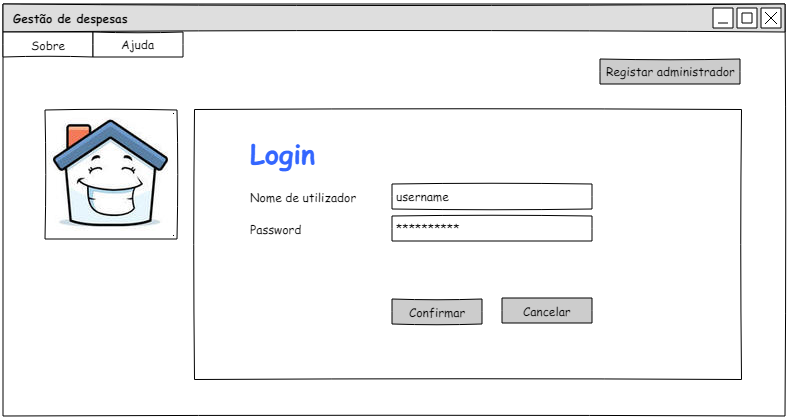 Gestão de despesas
Sobre
Ajuda
Registar administrador
Login
Nome de utilizador
username
Password
**********
Confirmar
Cancelar